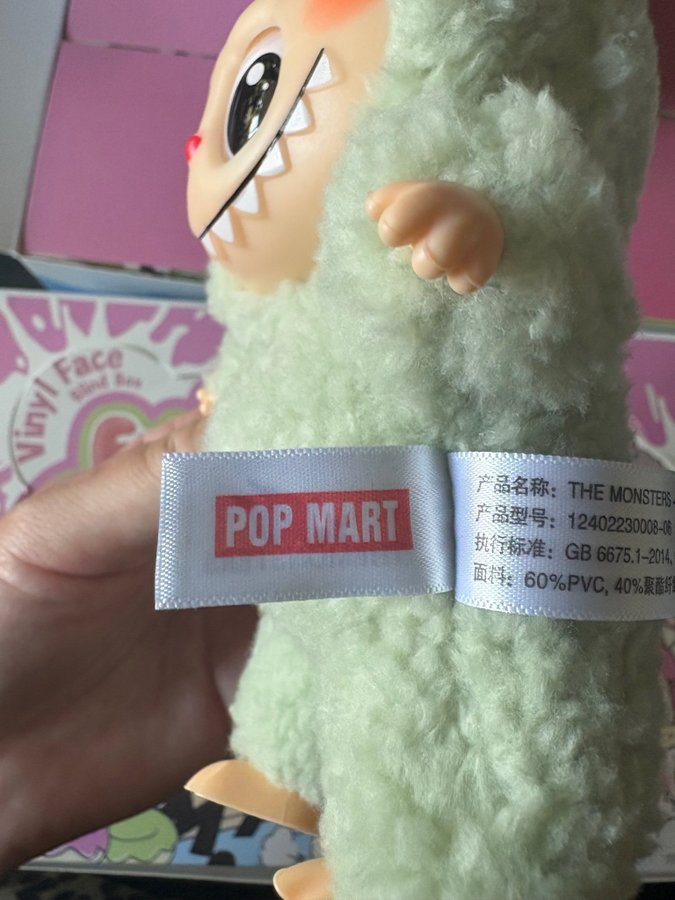 Vinyl Face
Blind Box
POP MART
产品名称: THE MONSTERS
产品型号: 12402230008-06
执行标准: GB 6675.1-2014,
面料: 60%PVC, 40%聚酯纤